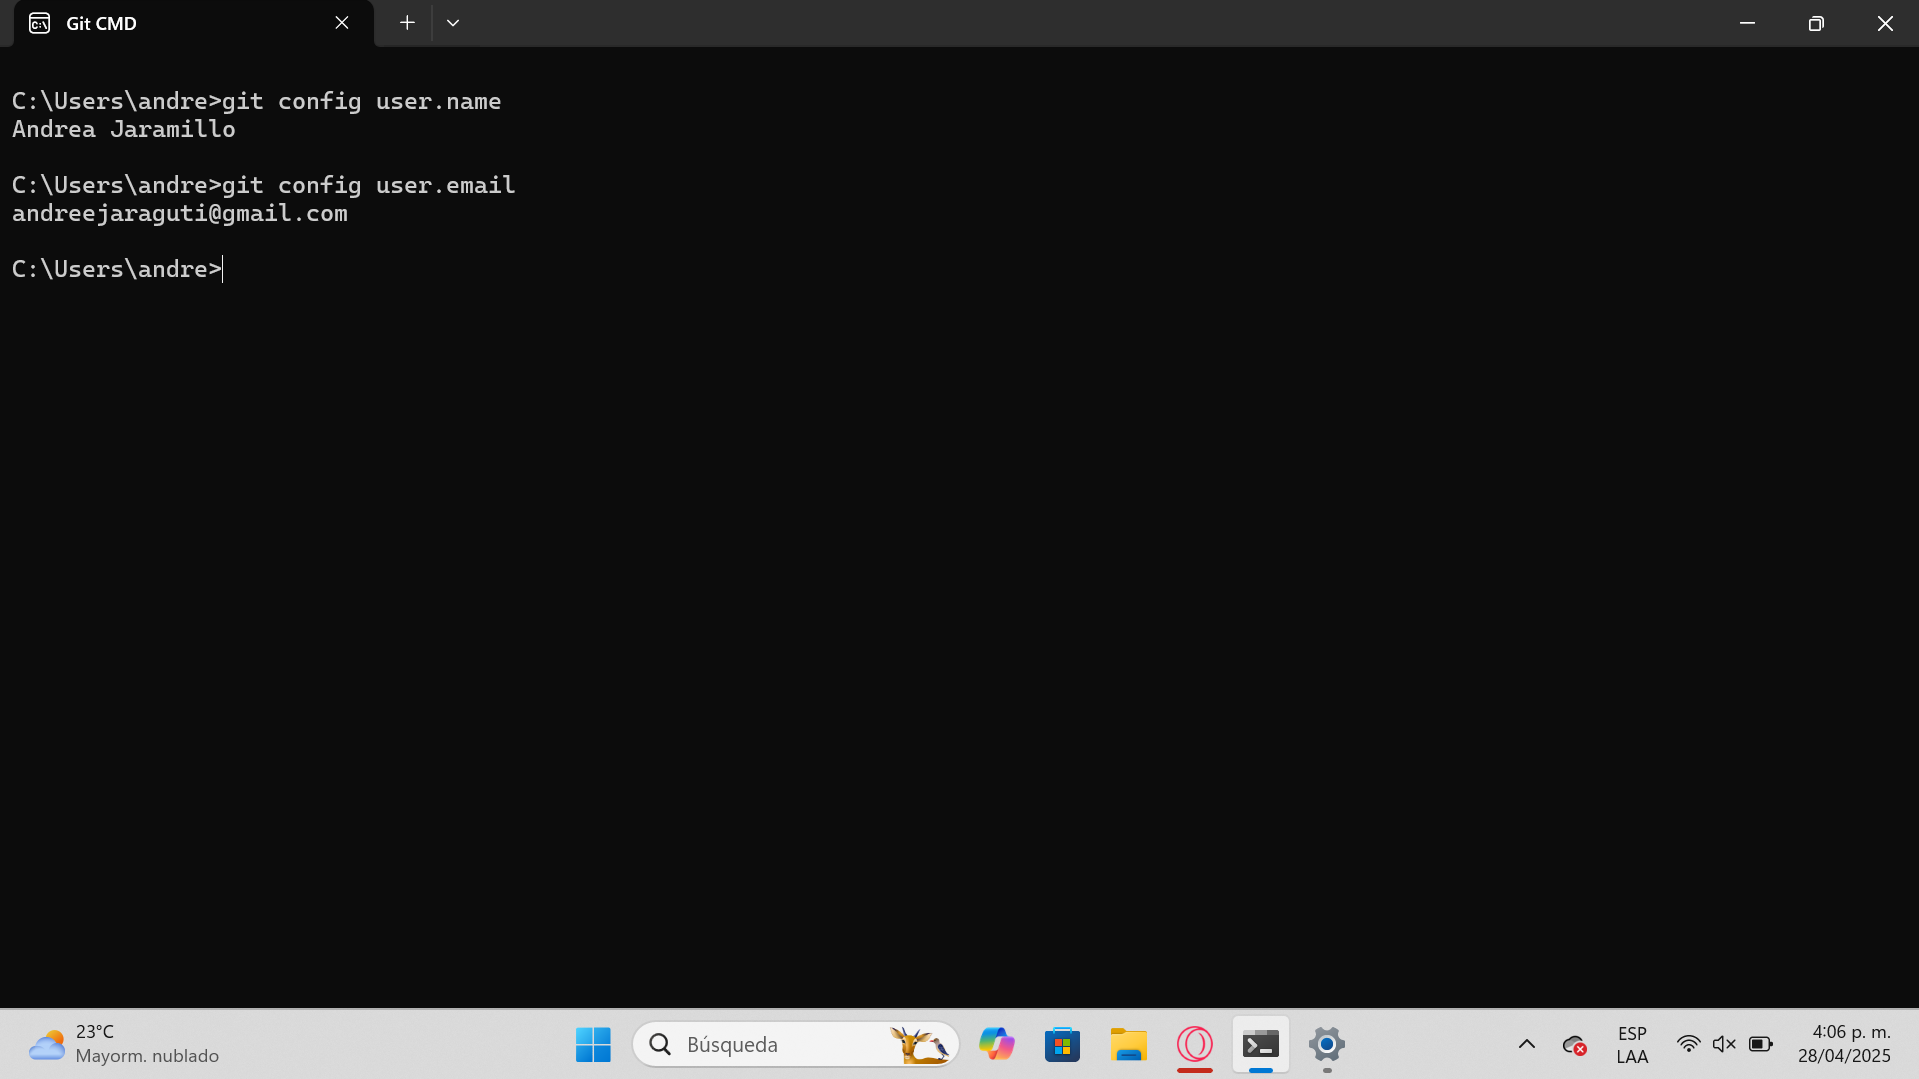 Git CMD
C:\Users\andre>git config user.name
Andrea Jaramillo
C:\Users\andre>git config user.email
andreejaraguti@gmail.com
C:\Users\andre>
23°C
Mayorm. nublado
Búsqueda
ESP
LAA
4:06 p. m.
28/04/2025